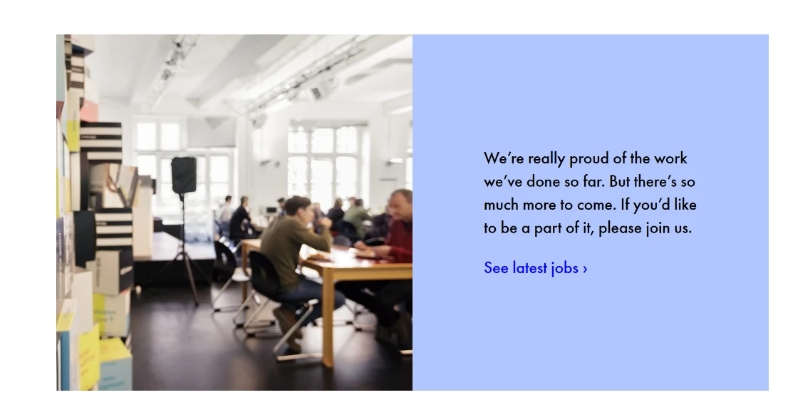 We’re really proud of the work
we’ve done so far. But there’s so
much more to come. If you’d like
to be a part of it, please join us.
See latest jobs ›